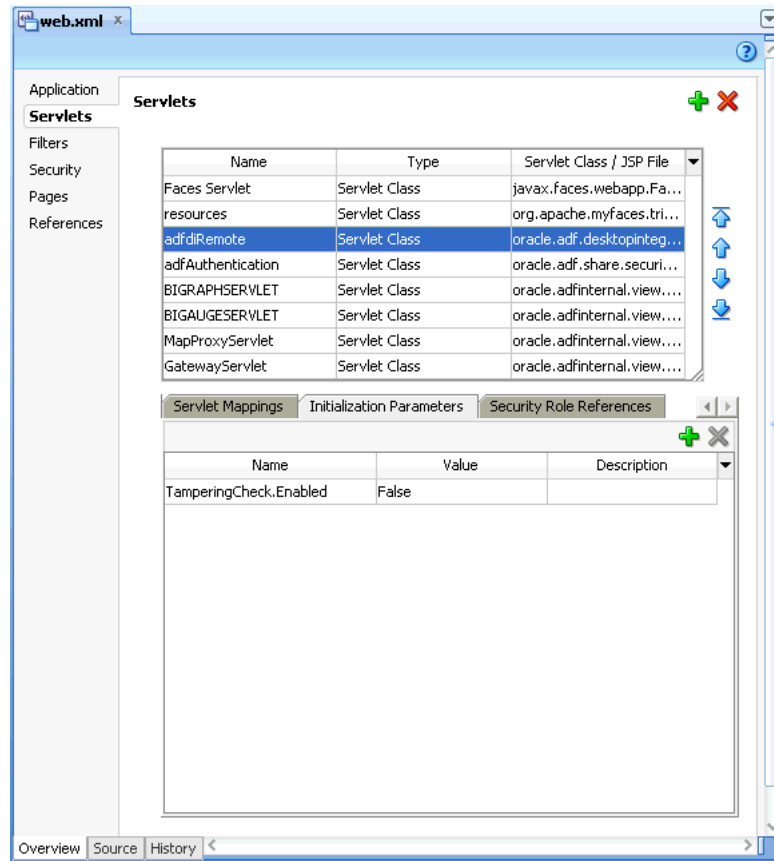 web.xml
Application
Servlets
Filters
Security
Pages
References
Servlets
Name Type Servlet Class / JSP File
Faces Servlet Servlet Class javax.faces.webapp.Fa...
resources Servlet Class org.apache.myfaces.tri...
adfdiRemote Servlet Class oracle.adf.desktopinteg...
adfAuthentication Servlet Class oracle.adf.share.securi...
BIGRAPHSERVLET Servlet Class oracle.adfinternal.view....
BIGAUGESERVLET Servlet Class oracle.adfinternal.view....
MapProxyServlet Servlet Class oracle.adfinternal.view....
GatewayServlet Servlet Class oracle.adfinternal.view....
Servlet Mappings Initialization Parameters Security Role References
Name Value Description
TamperingCheck.Enabled False
Overview Source History